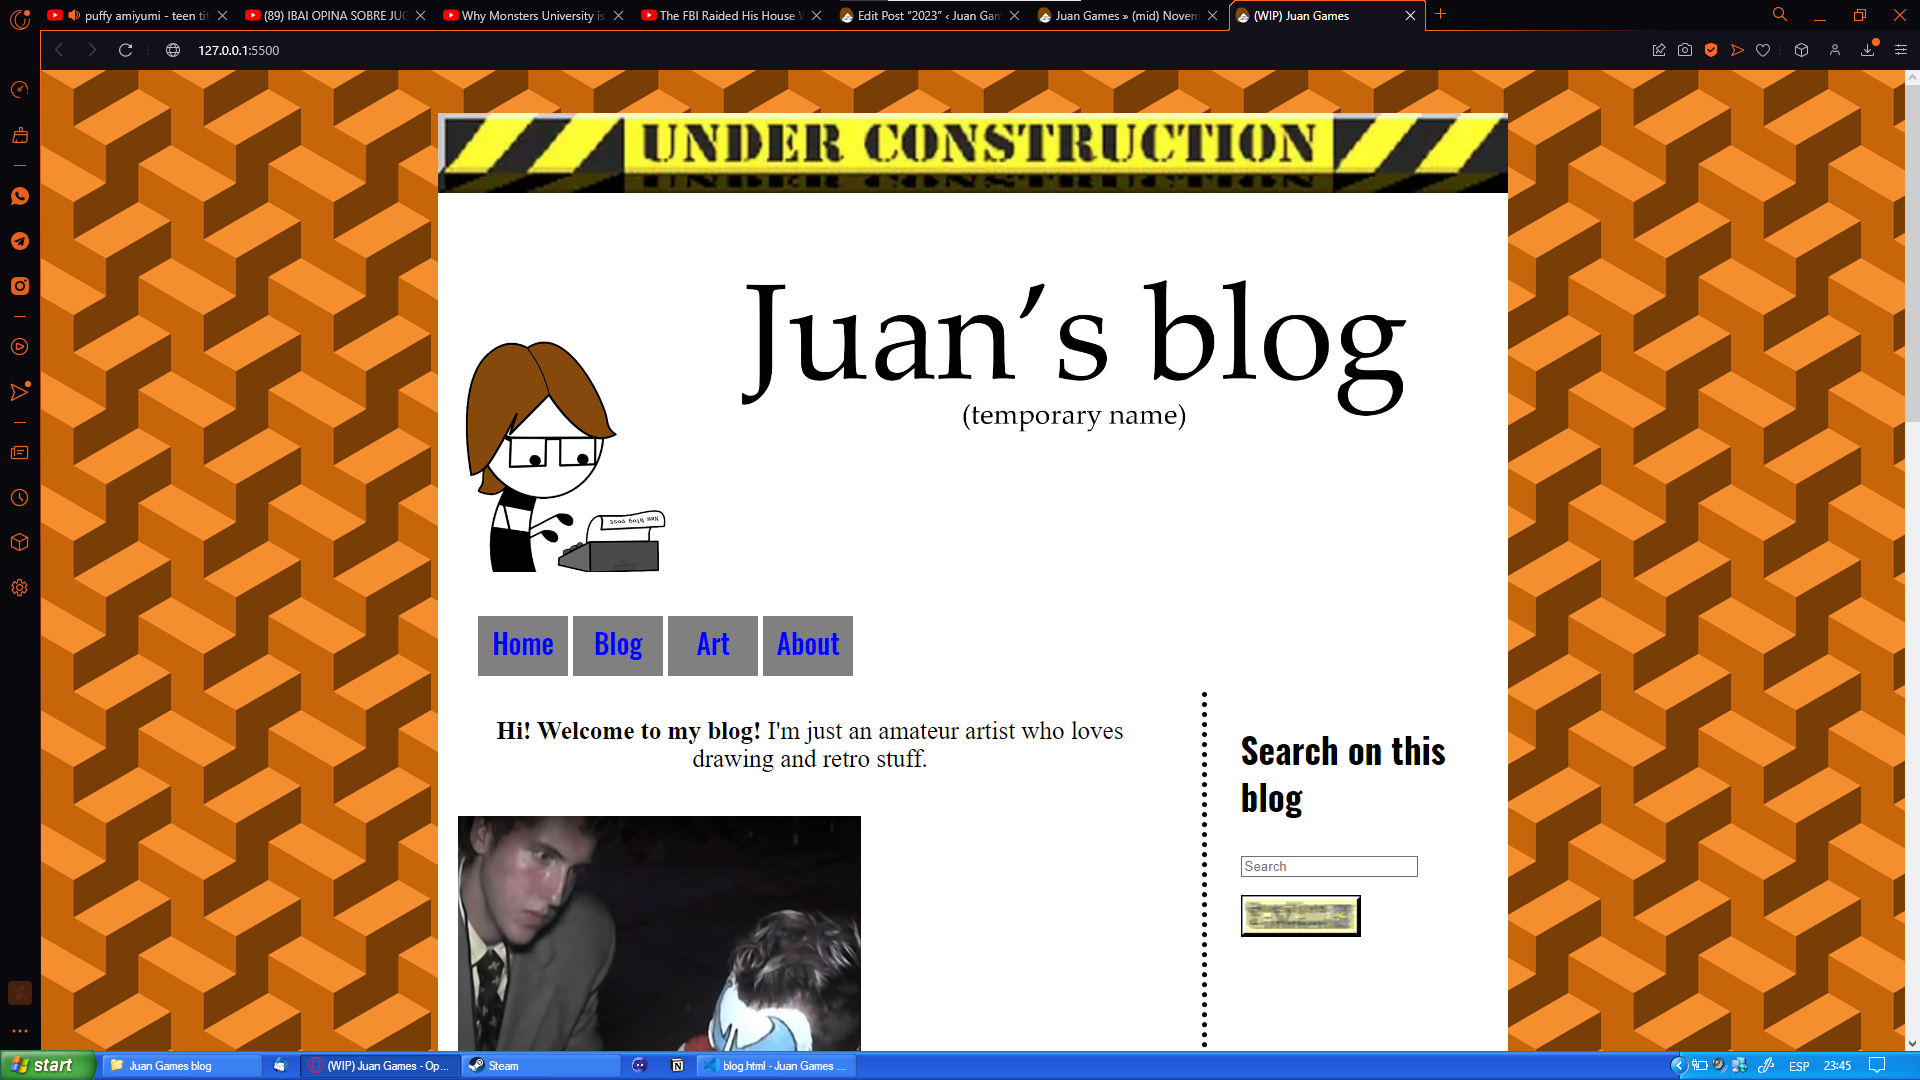 puffy amiyumi - teen tit
(89) IBAI OPINA SOBRE JUG
Why Monsters University is
The FBI Raided His House W
Edit Post “2023” ‹ Juan Gam
Juan Games » (mid) Novem
(WIP) Juan Games
127.0.0.1:5500
UNDER CONSTRUCTION
Juan’s blog
(temporary name)
New blog post
Home Blog Art About
Hi! Welcome to my blog! I'm just an amateur artist who loves
drawing and retro stuff.
Search on this
blog
Search
start
Juan Games blog
(WIP) Juan Games - Op...
Steam
blog.html - Juan Games ...
ESP
23:45